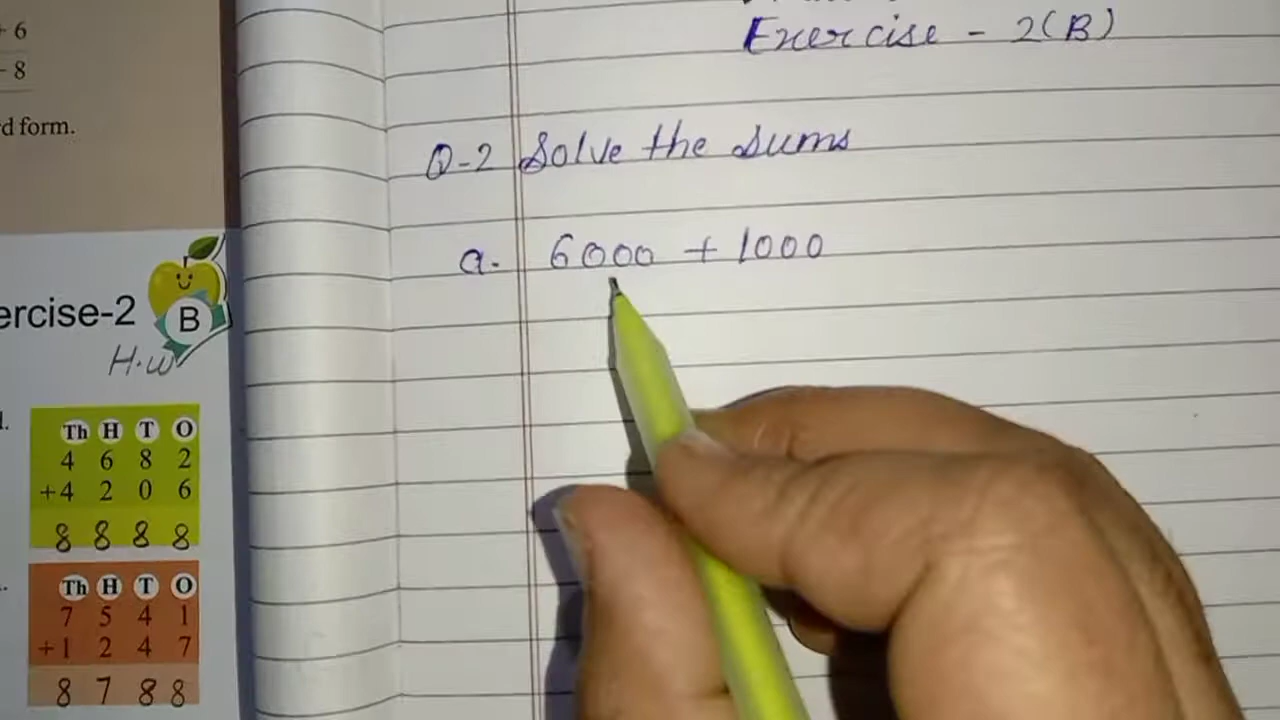 + 6
- 8
d form.
ercise-2
B
H.w
d.
Th H T O
4 6 8 2
+4 2 0 6
8 8 8 8
Th H T O
7 5 4 1
+1 2 4 7
8 7 8 8
Exercise - 2(B)
Q-2 Solve the Sums
a. 6000 + 1000